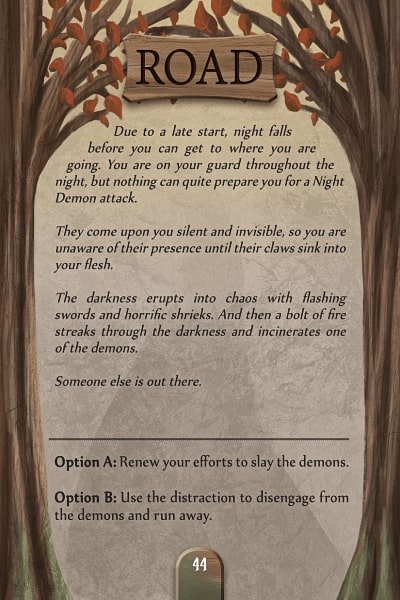 ROAD
Due to a late start, night falls
before you can get to where you are
going. You are on your guard throughout the
night, but nothing can quite prepare you for a Night
Demon attack.
They come upon you silent and invisible, so you are
unaware of their presence until their claws sink into
your flesh.
The darkness erupts into chaos with flashing
swords and horrific shrieks. And then a bolt of fire
streaks through the darkness and incinerates one
of the demons.
Someone else is out there.
Option A: Renew your efforts to slay the demons.
Option B: Use the distraction to disengage from
the demons and run away.
44